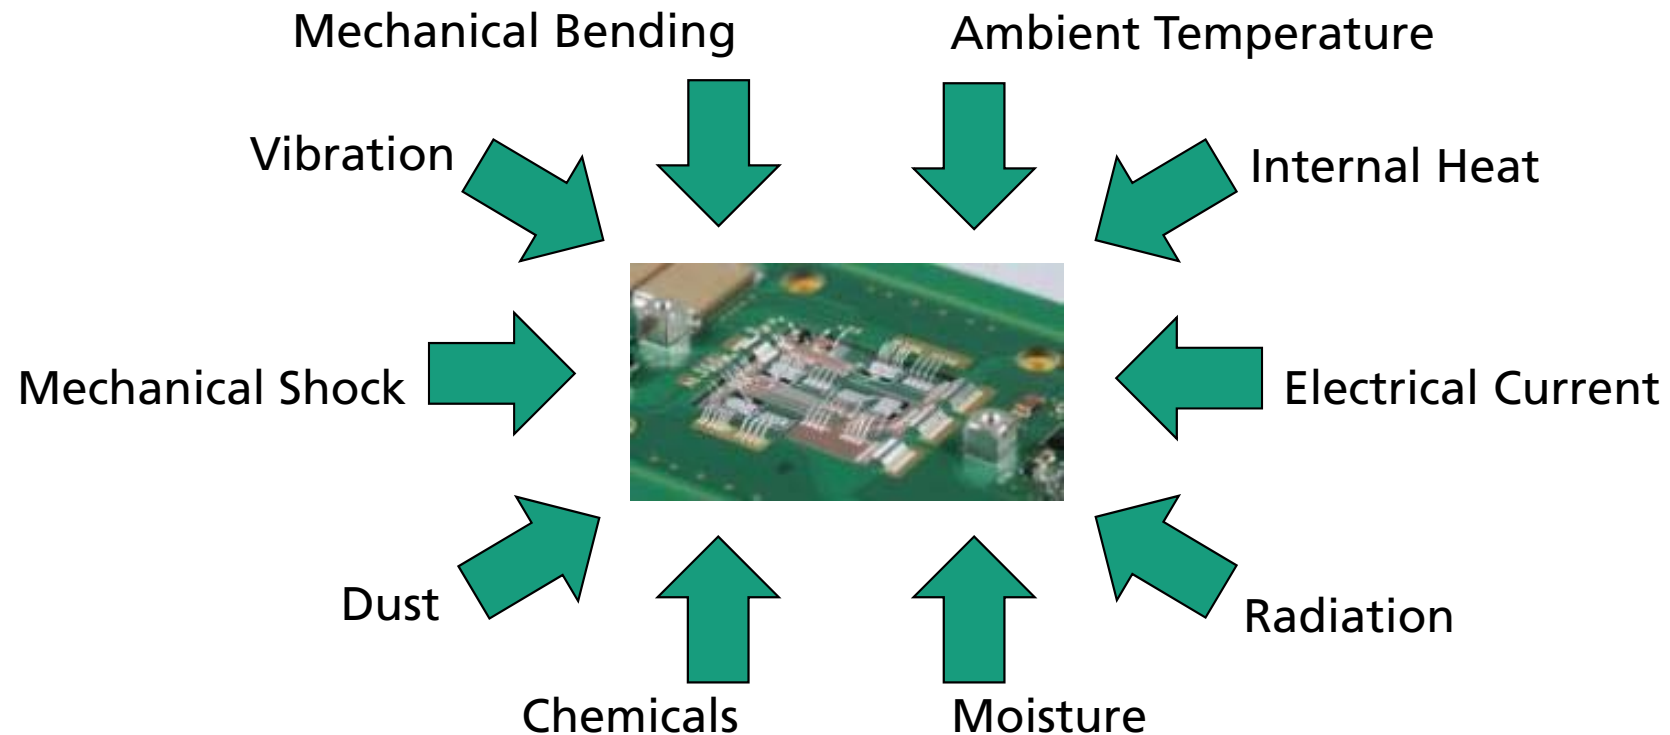 Mechanical Bending
Ambient Temperature
Vibration
Internal Heat
Mechanical Shock
Electrical Current
Dust
Radiation
Chemicals
Moisture